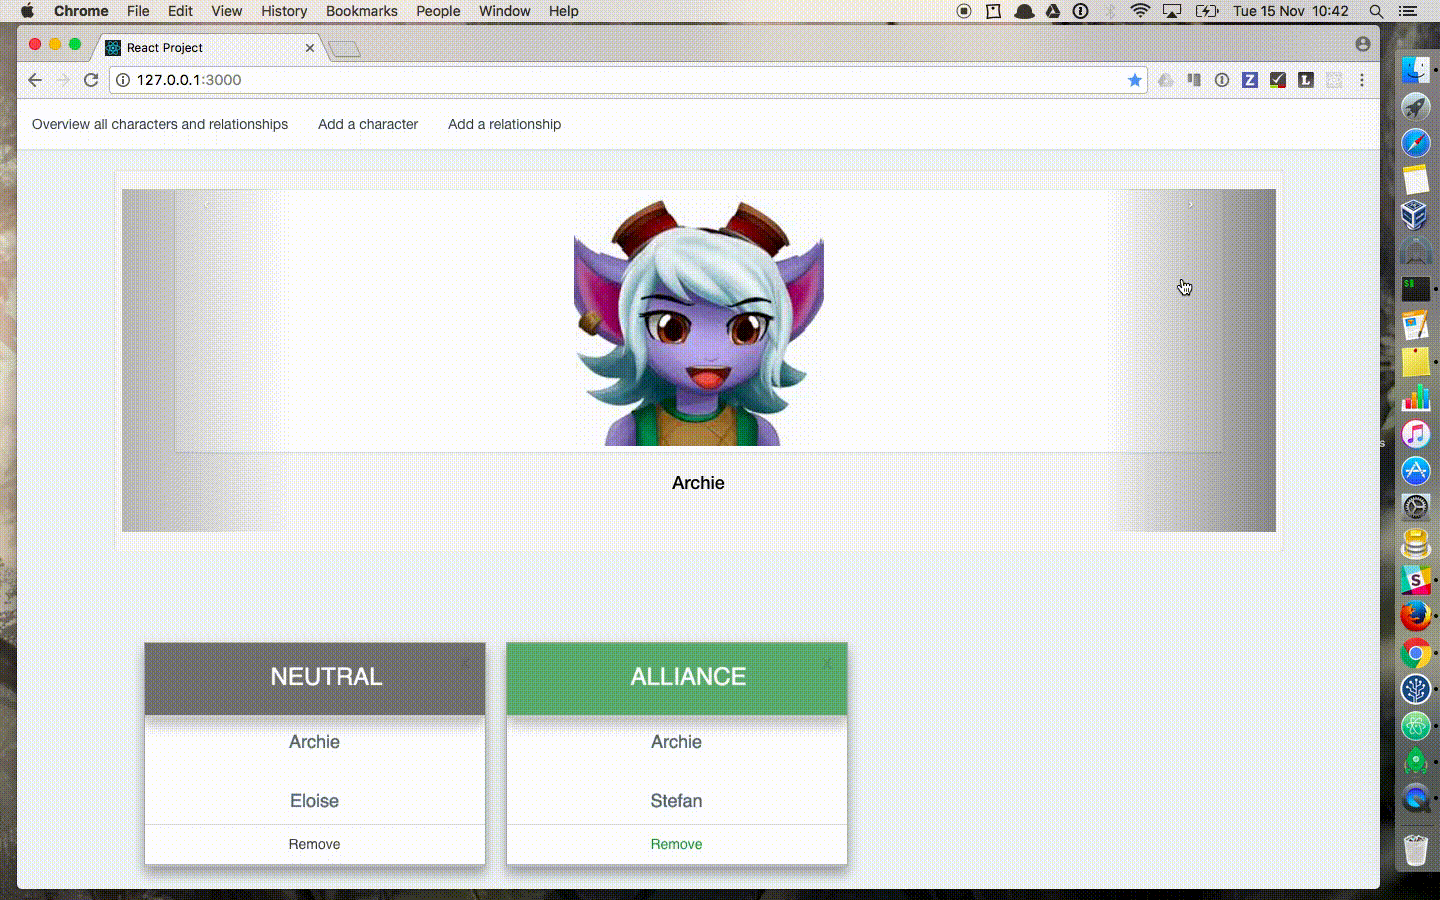 Chrome File Edit View History Bookmarks People Window Help Tue 15 Nov 10:42
React Project
127.0.0.1:3000
Overview all characters and relationships Add a character Add a relationship
Archie
NEUTRAL x
Archie
Eloise
Remove
ALLIANCE x
Archie
Stefan
Remove